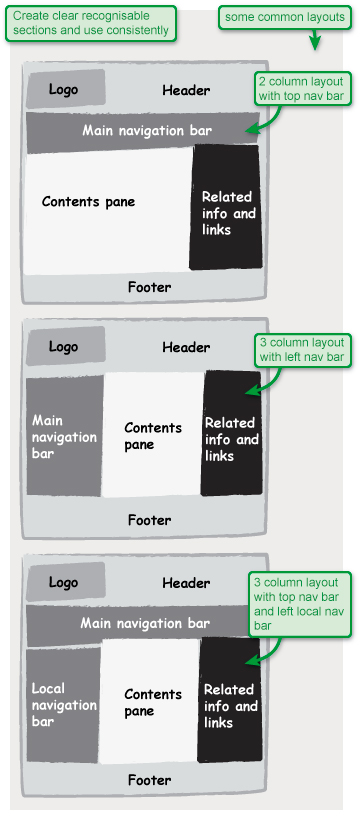 Create clear recognisable
sections and use consistently
some common layouts
Logo
Header
2 column layout
with top nav bar
Main navigation bar
Contents pane
Related
info and
links
Footer
Logo
Header
3 column layout
with left nav bar
Main
navigation
bar
Contents
pane
Related
info and
links
Footer
Logo
Header
3 column layout
with top nav bar
and left local nav
bar
Main navigation bar
Local
navigation
bar
Contents
pane
Related
info and
links
Footer